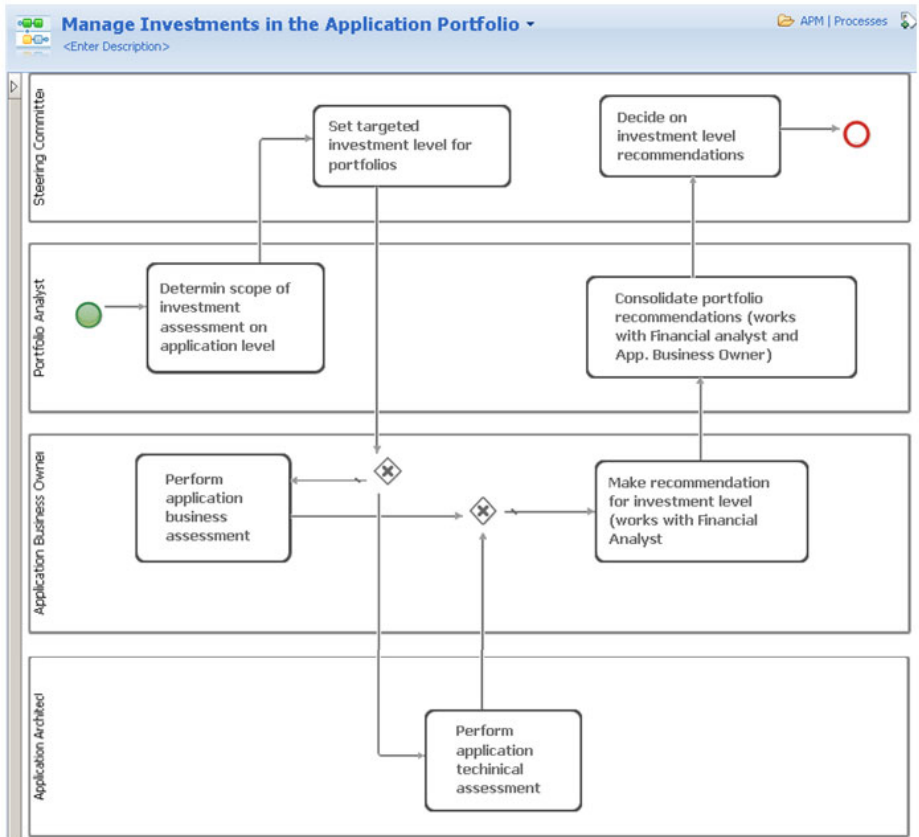 Manage Investments in the Application Portfolio
<Enter Description>
APM | Processes
Steering Committe
Set targeted
investment level for
portfolios
Decide on
investment level
recommendations
Portfolio Analyst
Determin scope of
investment
assessment on
application level
Consolidate portfolio
recommendations (works
with Financial analyst and
App. Business Owner)
Application Business Owner
Perform
application
business
assessment
Make recommendation
for investment level
(works with Financial
Analyst
Application Architect
Perform
application
techinical
assessment